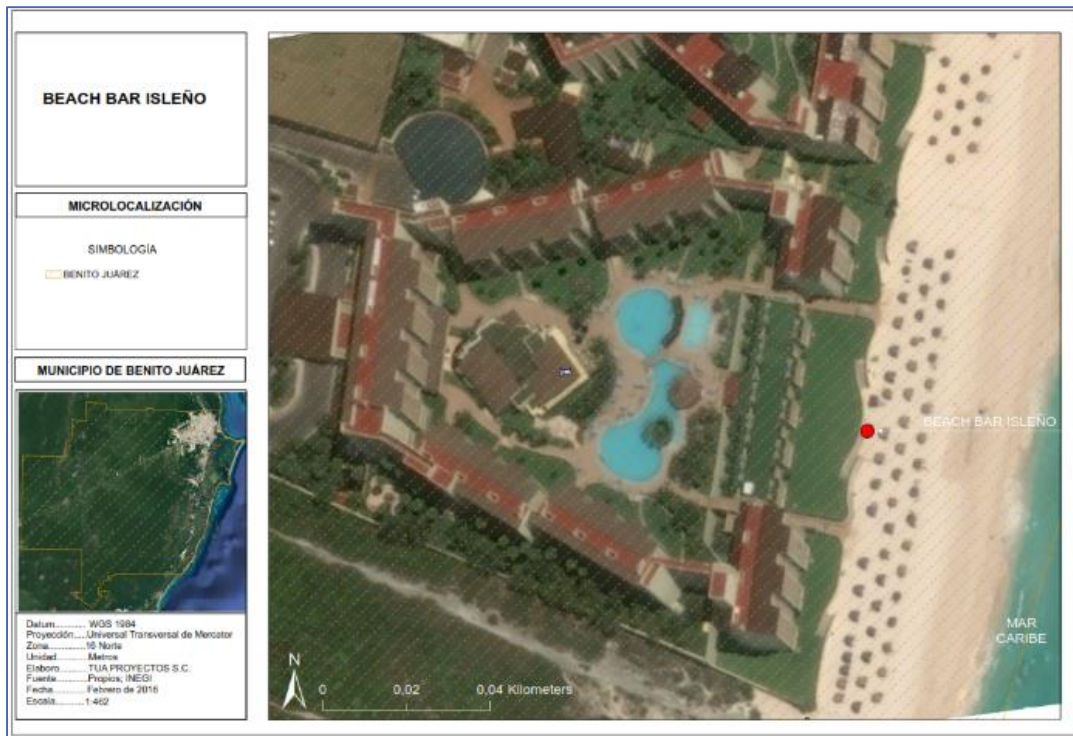 BEACH BAR ISLEÑO
MICROLOCALIZACIÓN
SIMBOLOGÍA
BENITO JUÁREZ
MUNICIPIO DE BENITO JUÁREZ
Datum............ WGS 1984
Proyección.....Universal Transversal de Mercator
Zona..............16 Norte
Unidad.......... Metros
Elaboro..........TUA PROYECTOS S.C.
Fuente...........Propios; INEGI
Fecha............Febrero de 2016
Escala...........1:462
BEACH BAR ISLEÑO
MAR
CARIBE
N
0 0,02 0,04 Kilometers